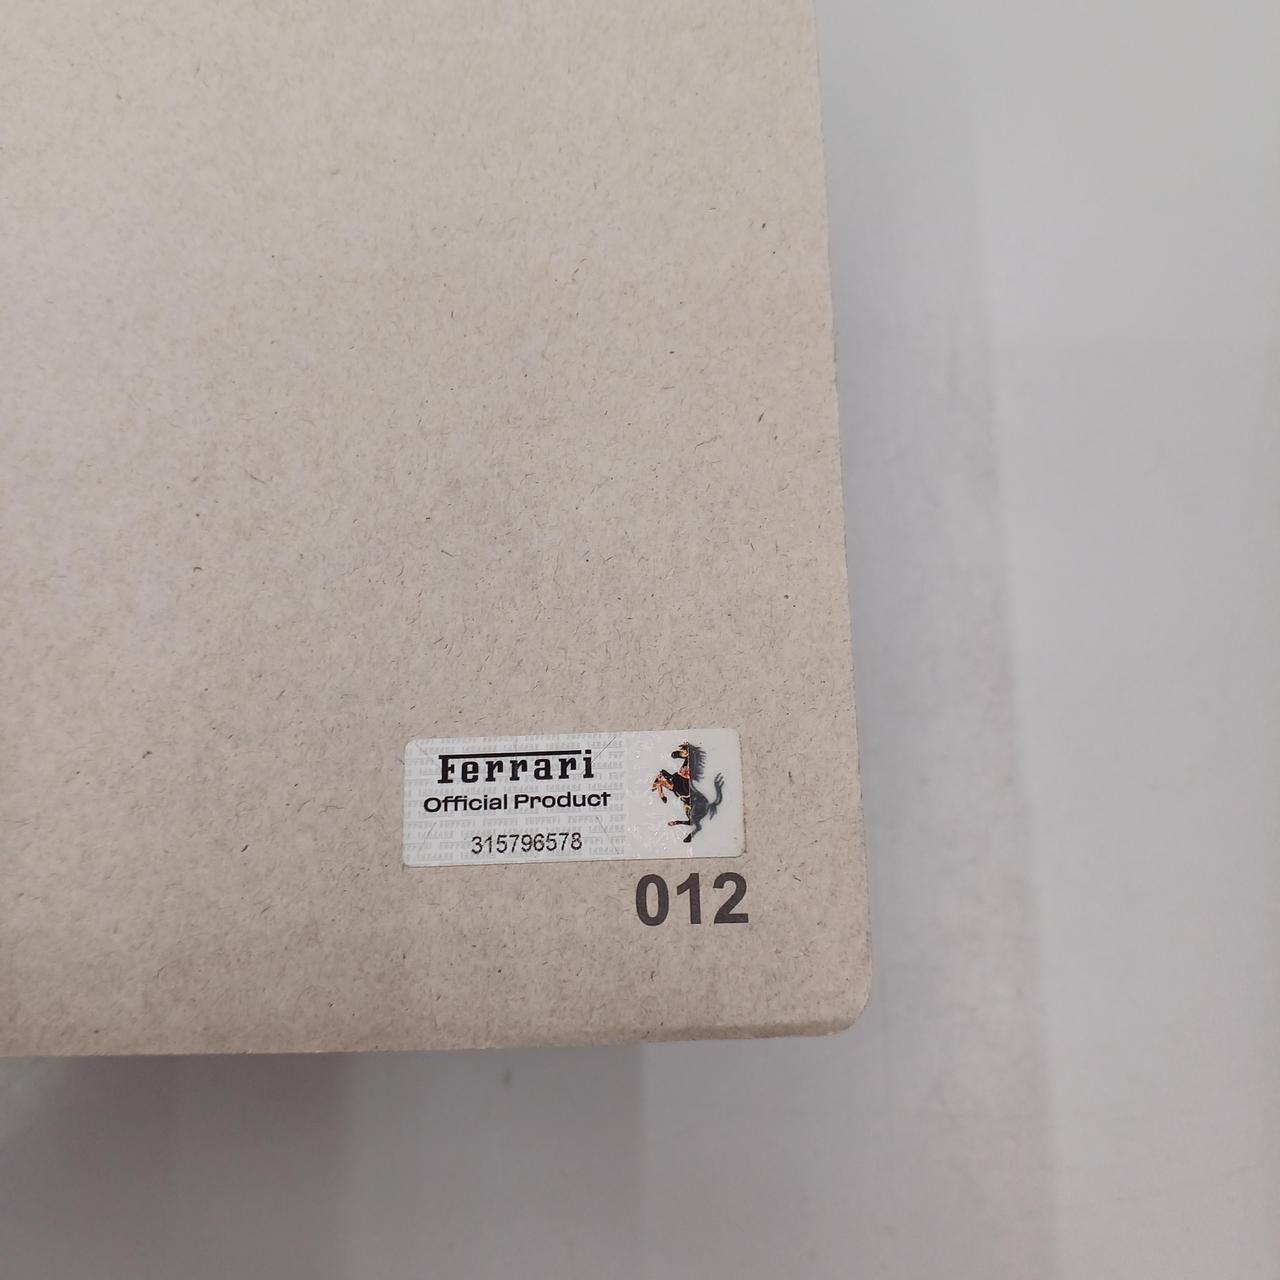 Ferrari
Official Product
315796578
012